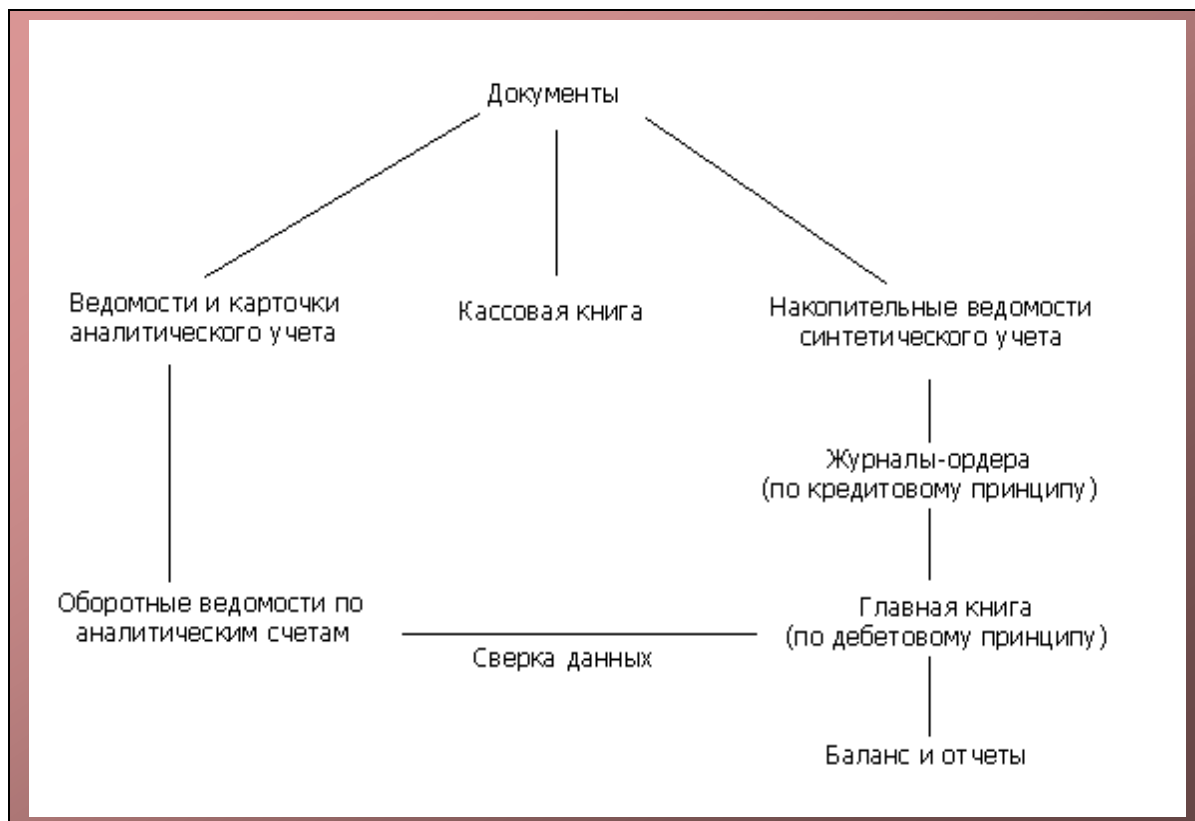 Документы
Ведомости и карточки
аналитического учета
Кассовая книга
Накопительные ведомости
синтетического учета
Журналы-ордера
(по кредитовому принципу)
Оборотные ведомости по
аналитическим счетам
Сверка данных
Главная книга
(по дебетовому принципу)
Баланс и отчеты